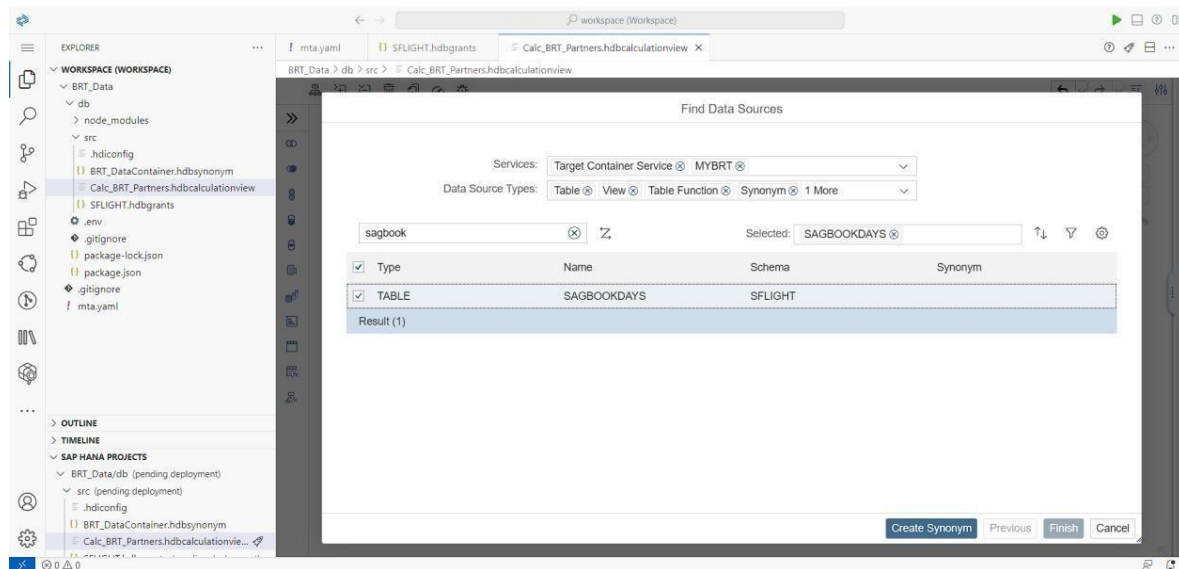 workspace (Workspace)
EXPLORER
mta.yaml
SFLIGHT.hdbgrants
Calc_BRT_Partners.hdbcalculationview
WORKSPACE (WORKSPACE)
BRT_Data > db > src > Calc_BRT_Partners.hdbcalculationview
BRT_Data
db
node_modules
src
.hdiconfig
BRT_DataContainer.hdbsynonym
Calc_BRT_Partners.hdbcalculationview
SFLIGHT.hdbgrants
.env
.gitignore
package-lock.json
package.json
.gitignore
mta.yaml
OUTLINE
TIMELINE
SAP HANA PROJECTS
BRT_Data/db (pending deployment)
src (pending deployment)
.hdiconfig
BRT_DataContainer.hdbsynonym
Calc_BRT_Partners.hdbcalculationvie...
0 0
Find Data Sources
Services: Target Container Service MYBRT
Data Source Types: Table View Table Function Synonym 1 More
sagbook Selected: SAGBOOKDAYS
Type Name Schema Synonym
TABLE SAGBOOKDAYS SFLIGHT
Result (1)
Create Synonym Previous Finish Cancel